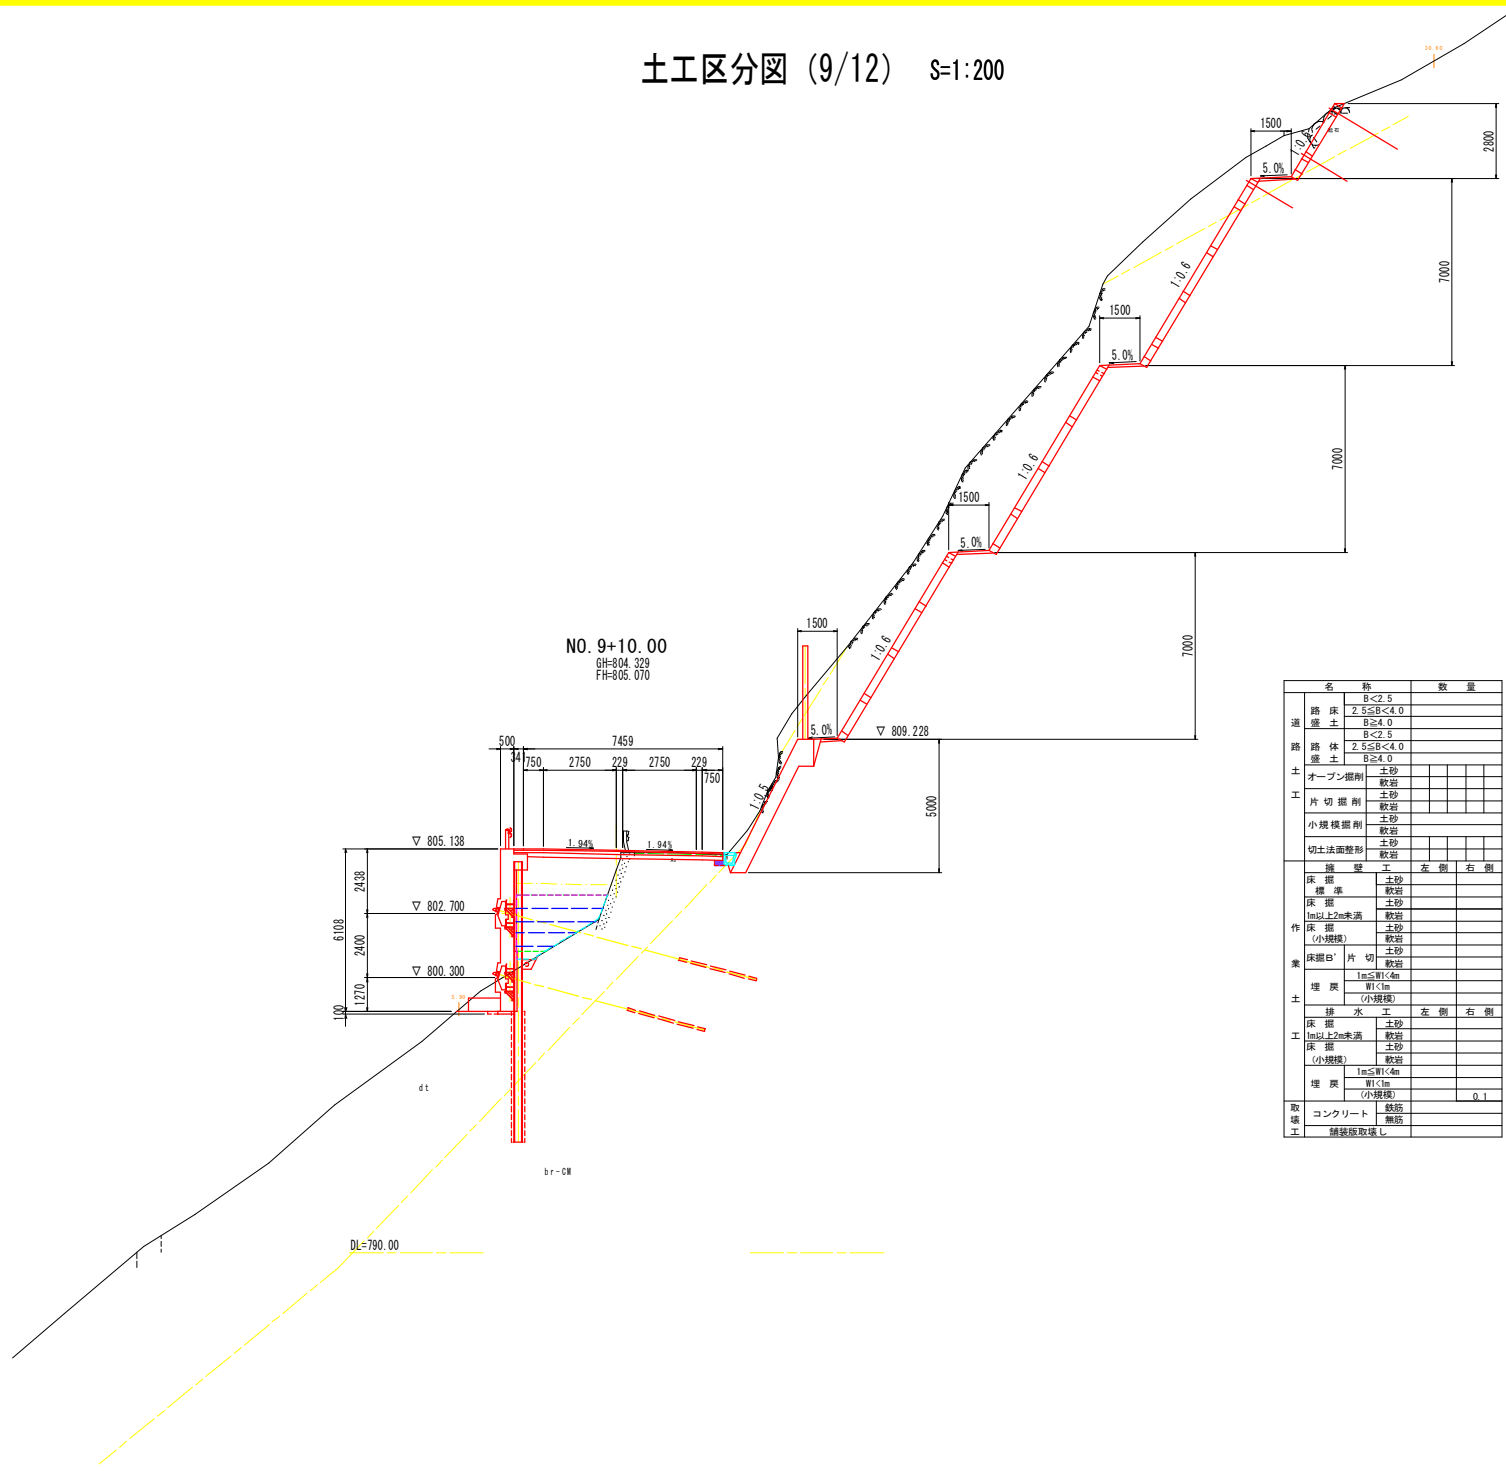 土工区分図 (9/12) S=1:200
30.60
1500
1:0.6
5.0%
2800
1:0.6
7000
1500
5.0%
1:0.6
7000
1500
5.0%
1:0.6
7000
1500
5.0%
▽ 809.228
1:0.5
5000
NO.9+10.00
GH=804.329
FH=805.070
500
341
7459
750
2750
229
2750
229
750
1.94%
1.94%
▽ 805.138
2438
▽ 802.700
6108
2400
▽ 800.300
1270
100
dt
br-CM
DL=790.00
名 称 数 量
道路土工
路床盛土 B<2.5
2.5≦B<4.0
B≧4.0
路体盛土 B<2.5
2.5≦B<4.0
B≧4.0
オープン掘削 土砂
軟岩
片切掘削 土砂
軟岩
小規模掘削 土砂
軟岩
切土法面整形 土砂
軟岩
作業土工
擁 壁 工 左 側 右 側
床 掘 標 準 土砂
軟岩
床 掘 1m以上2m未満 土砂
軟岩
床 掘 (小規模) 土砂
軟岩
床掘B' 片 切 土砂
軟岩
埋 戻 1m≦W1<4m
W1<1m
(小規模)
排 水 工 左 側 右 側
床 掘 1m以上2m未満 土砂
軟岩
床 掘 (小規模) 土砂
軟岩
埋 戻 1m≦W1<4m
W1<1m
(小規模) 0.1
取壊工
コンクリート 鉄筋
無筋
舗装版取壊し